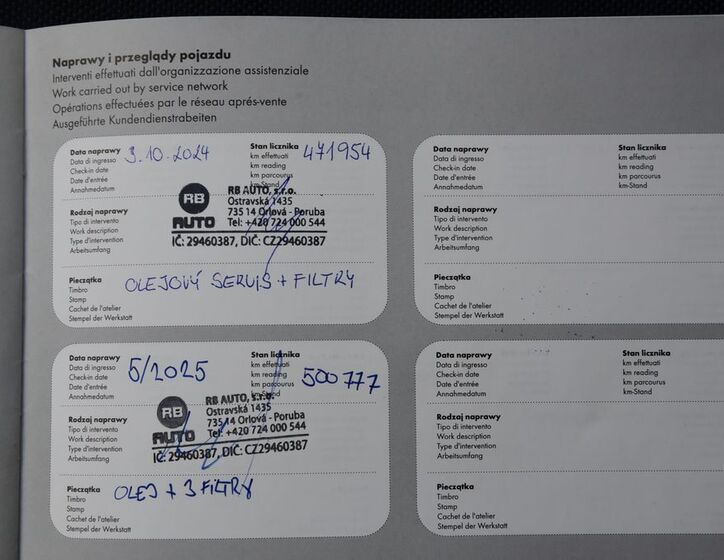 Naprawy i przeglądy pojazdu
Interventi effettuati dall'organizzazione assistenziale
Work carried out by service network
Opérations effectuées par le réseau aprés-vente
Ausgeführte Kundendienstrabeiten
Data naprawy 3.10.2024 Stan licznika 471954
Data di ingresso km effettuati
Check-in date km reading
Date d'entrée km parcourus
Annahmedatum km-Stand
RB AUTO
RB AUTO, s.r.o.
Ostravská 1435
735 14 Orlová - Poruba
Tel: +420 724 000 544
IČ: 29460387, DIČ: CZ29460387
Rodzaj naprawy
Tipo di intervento
Work description
Type d'intervention
Arbeitsumfang
Pieczątka OLEJOVÝ SERVIS + FILTRY
Timbro
Stamp
Cachet de l'atelier
Stempel der Werkstatt
Data naprawy Stan licznika
Data di ingresso km effettuati
Check-in date km reading
Date d'entrée km parcourus
Annahmedatum km-Stand
Rodzaj naprawy
Tipo di intervento
Work description
Type d'intervention
Arbeitsumfang
Pieczątka
Timbro
Stamp
Cachet de l'atelier
Stempel der Werkstatt
Data naprawy 5/2025 Stan licznika 500777
Data di ingresso km effettuati
Check-in date km reading
Date d'entrée km parcourus
Annahmedatum km-Stand
RB AUTO
RB AUTO, s.r.o.
Ostravská 1435
735 14 Orlová - Poruba
Tel: +420 724 000 544
IČ: 29460387, DIČ: CZ29460387
Rodzaj naprawy
Tipo di intervento
Work description
Type d'intervention
Arbeitsumfang
Pieczątka OLEJ + 3 FILTRY
Timbro
Stamp
Cachet de l'atelier
Stempel der Werkstatt
Data naprawy Stan licznika
Data di ingresso km effettuati
Check-in date km reading
Date d'entrée km parcourus
Annahmedatum km-Stand
Rodzaj naprawy
Tipo di intervento
Work description
Type d'intervention
Arbeitsumfang
Pieczątka
Timbro
Stamp
Cachet de l'atelier
Stempel der Werkstatt